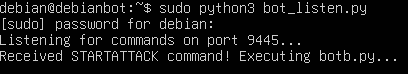 debian@debianbot:~$ sudo python3 bot_listen.py
[sudo] password for debian:
Listening for commands on port 9445...
Received STARTATTACK command! Executing botb.py...